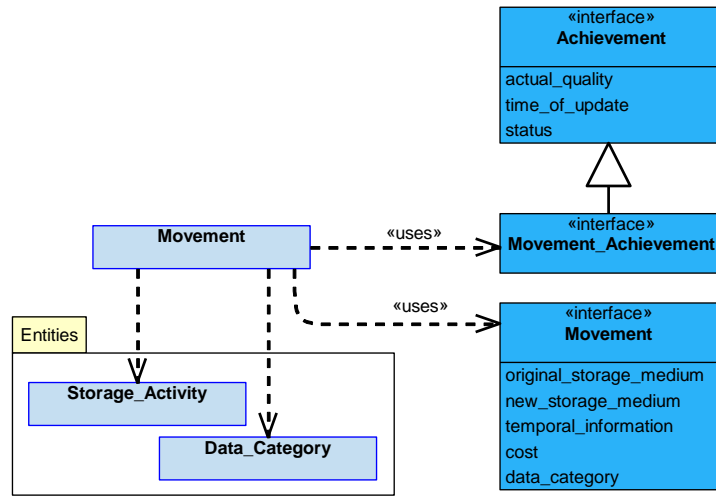 «interface»
Achievement
actual_quality
time_of_update
status
Movement
«uses»
«interface»
Movement_Achievement
«uses»
«interface»
Movement
original_storage_medium
new_storage_medium
temporal_information
cost
data_category
Entities
Storage_Activity
Data_Category